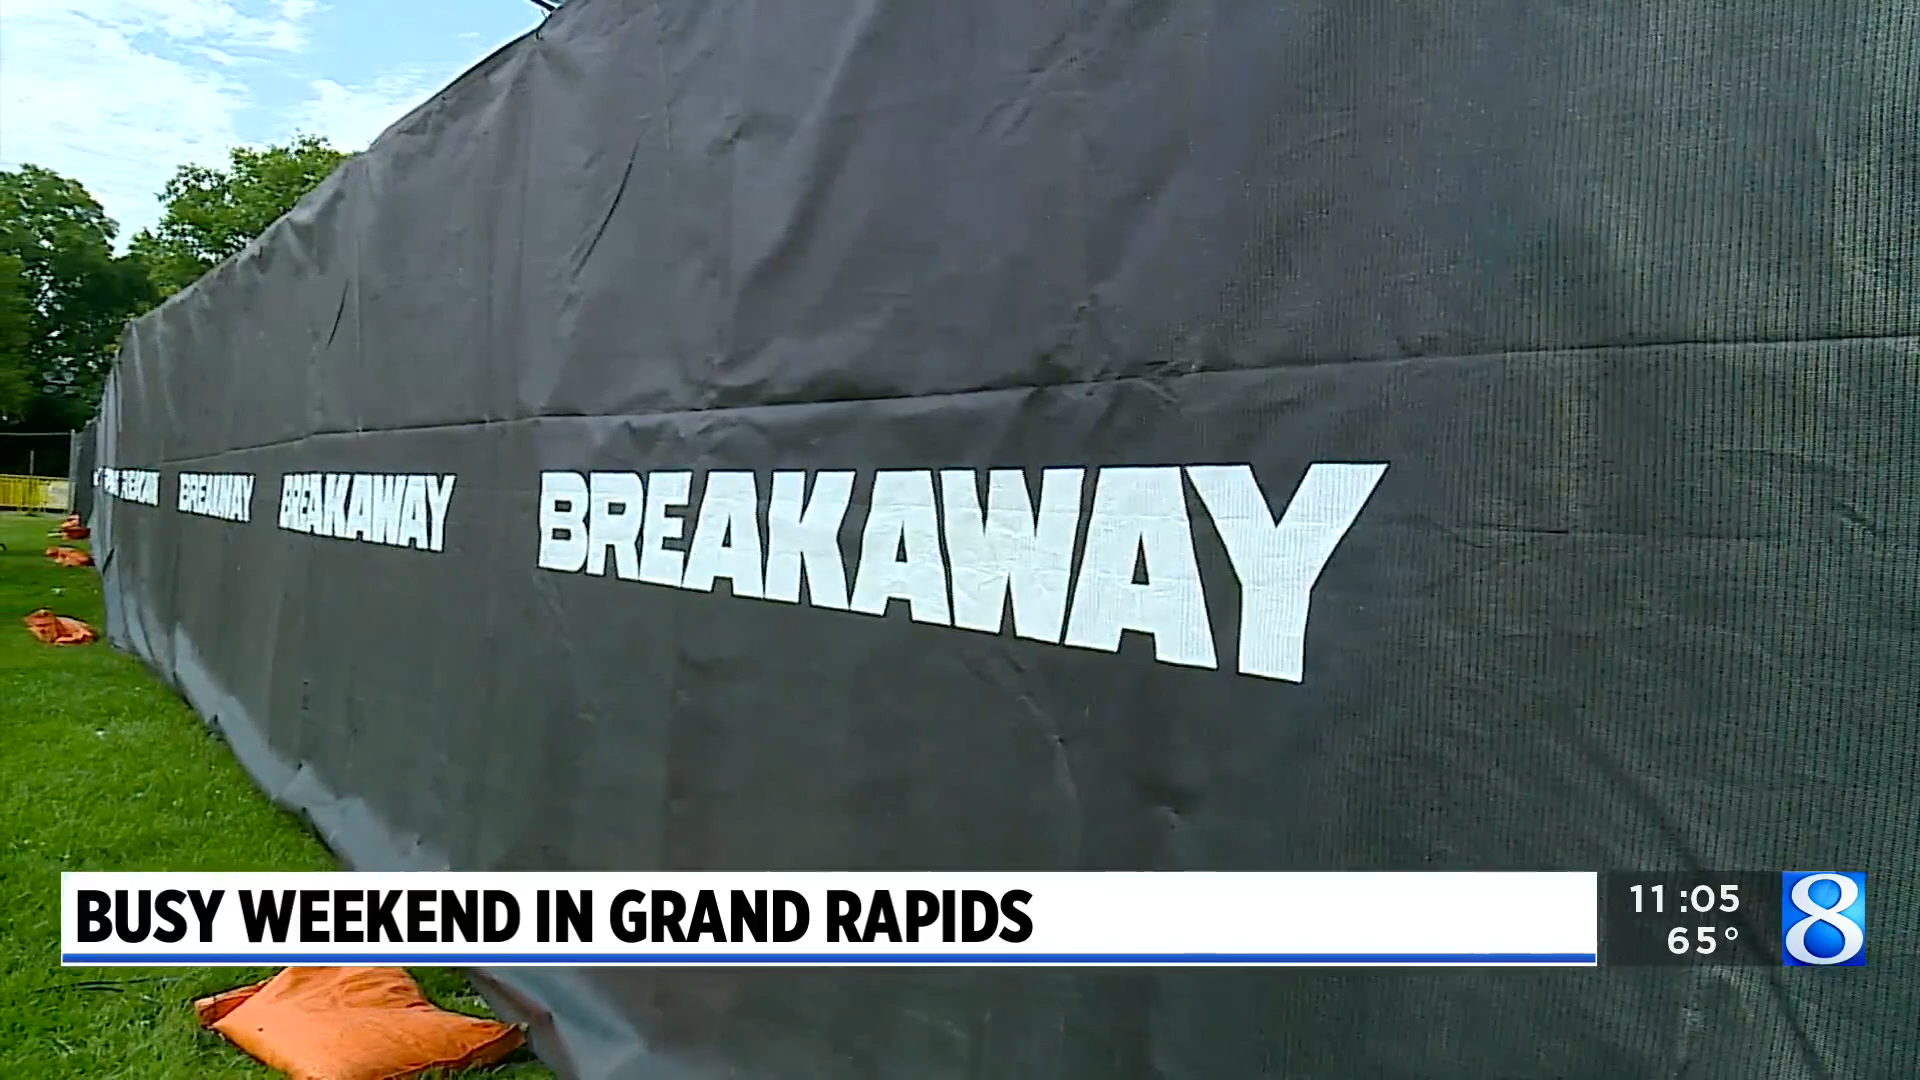 BREAKAWAY BREAKAWAY BREAKAWAY
BUSY WEEKEND IN GRAND RAPIDS
11:05
65°
8